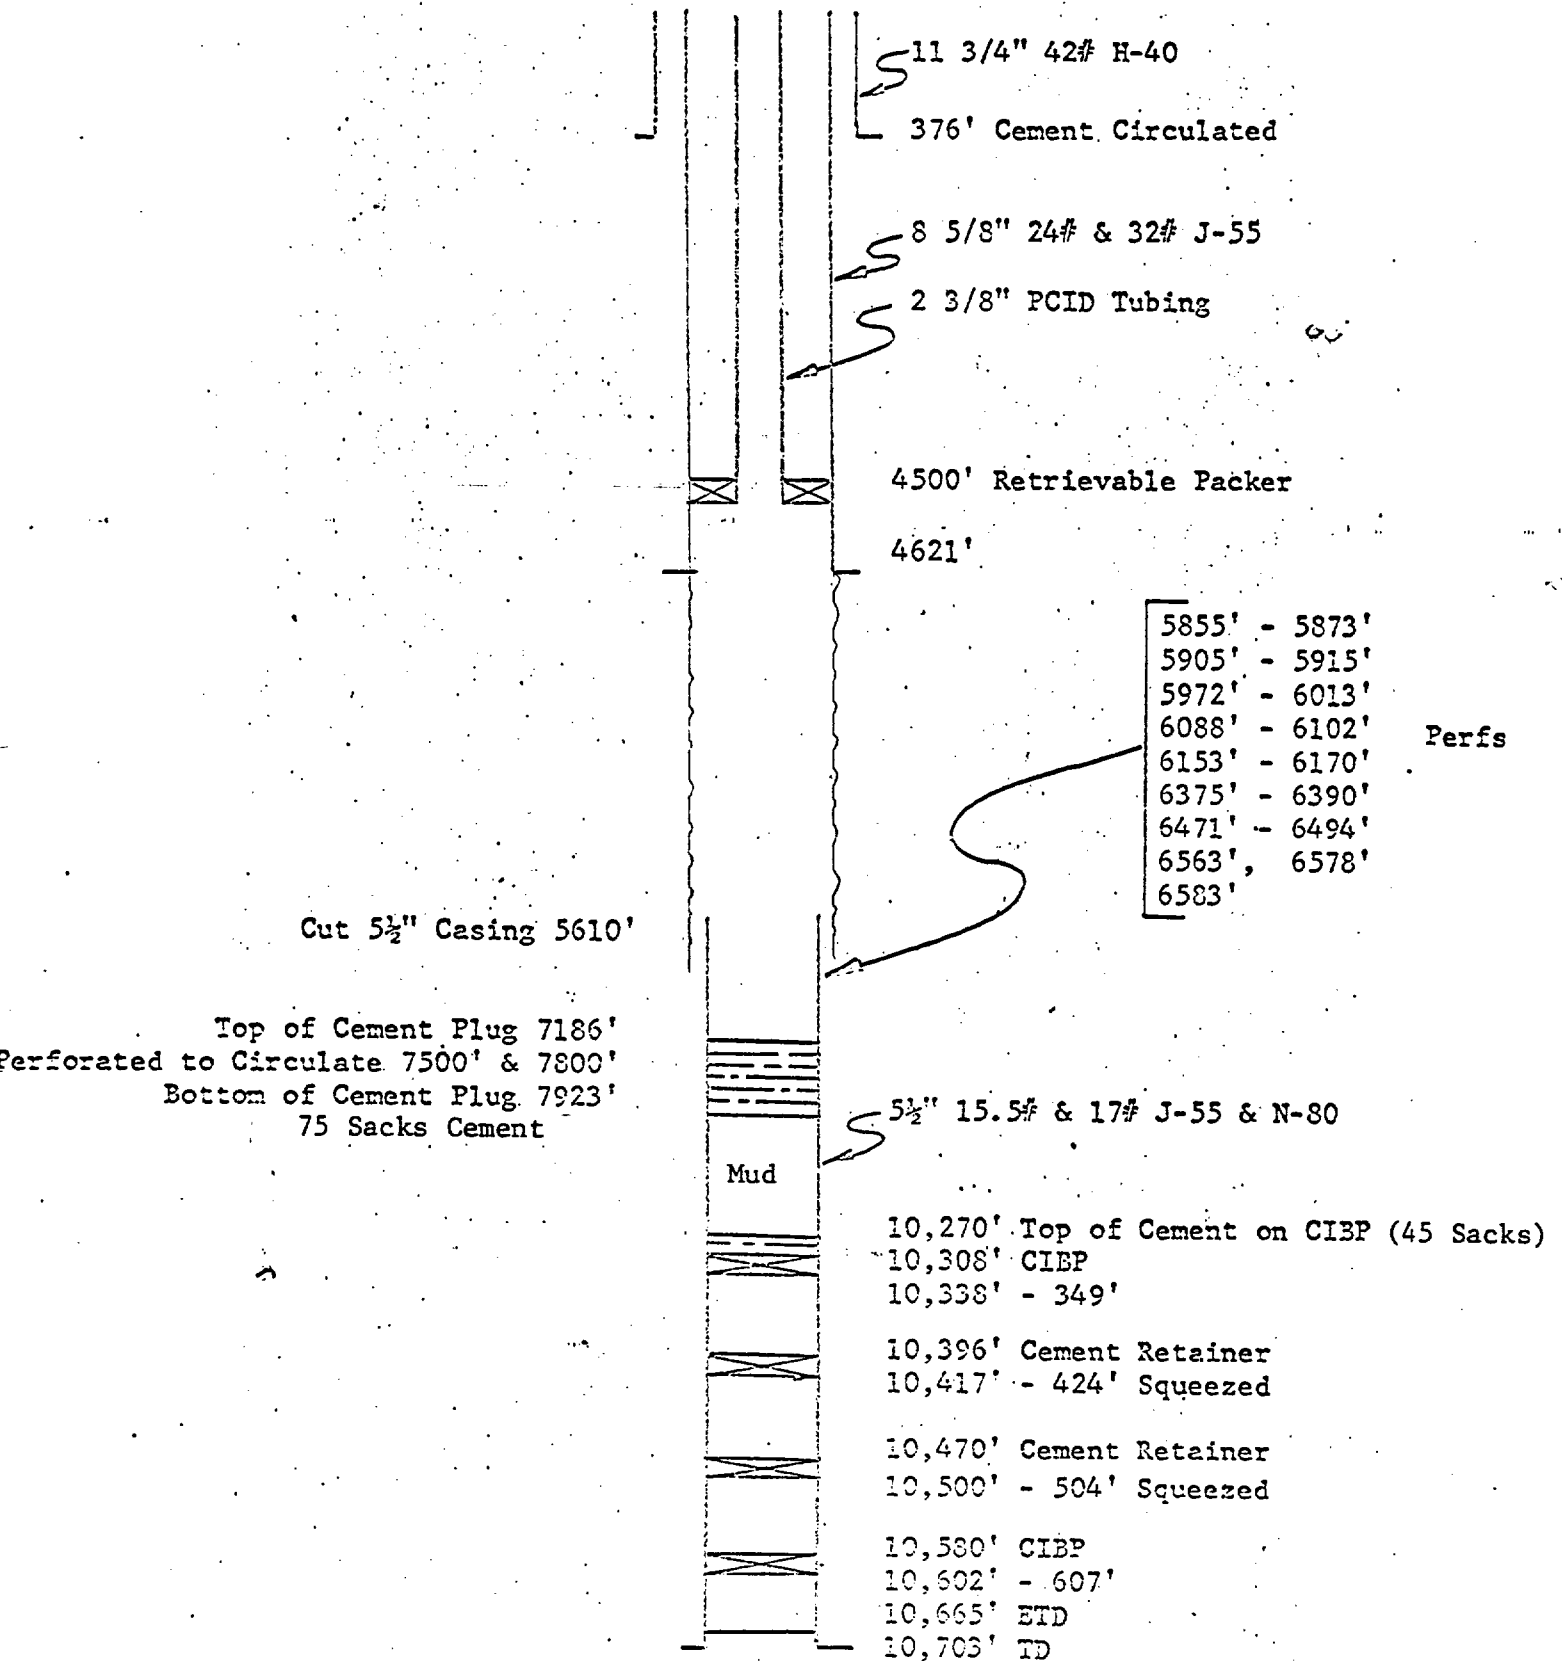 11 3/4" 42# H-40
376' Cement Circulated
8 5/8" 24# & 32# J-55
2 3/8" PCID Tubing
4500' Retrievable Packer
4621'
5855' - 5873'
5905' - 5915'
5972' - 6013'
6088' - 6102'
Perfs
6153' - 6170'
6375' - 6390'
6471' - 6494'
6563', 6578'
6583'
Cut 5½" Casing 5610'
Top of Cement Plug 7186'
Perforated to Circulate 7500' & 7800'
Bottom of Cement Plug 7923'
75 Sacks Cement
5½" 15.5# & 17# J-55 & N-80
Mud
10,270' Top of Cement on CIBP (45 Sacks)
10,308' CIBP
10,338' - 349'
10,396' Cement Retainer
10,417' - 424' Squeezed
10,470' Cement Retainer
10,500' - 504' Squeezed
10,580' CIBP
10,602' - 607'
10,665' ETD
10,703' TD